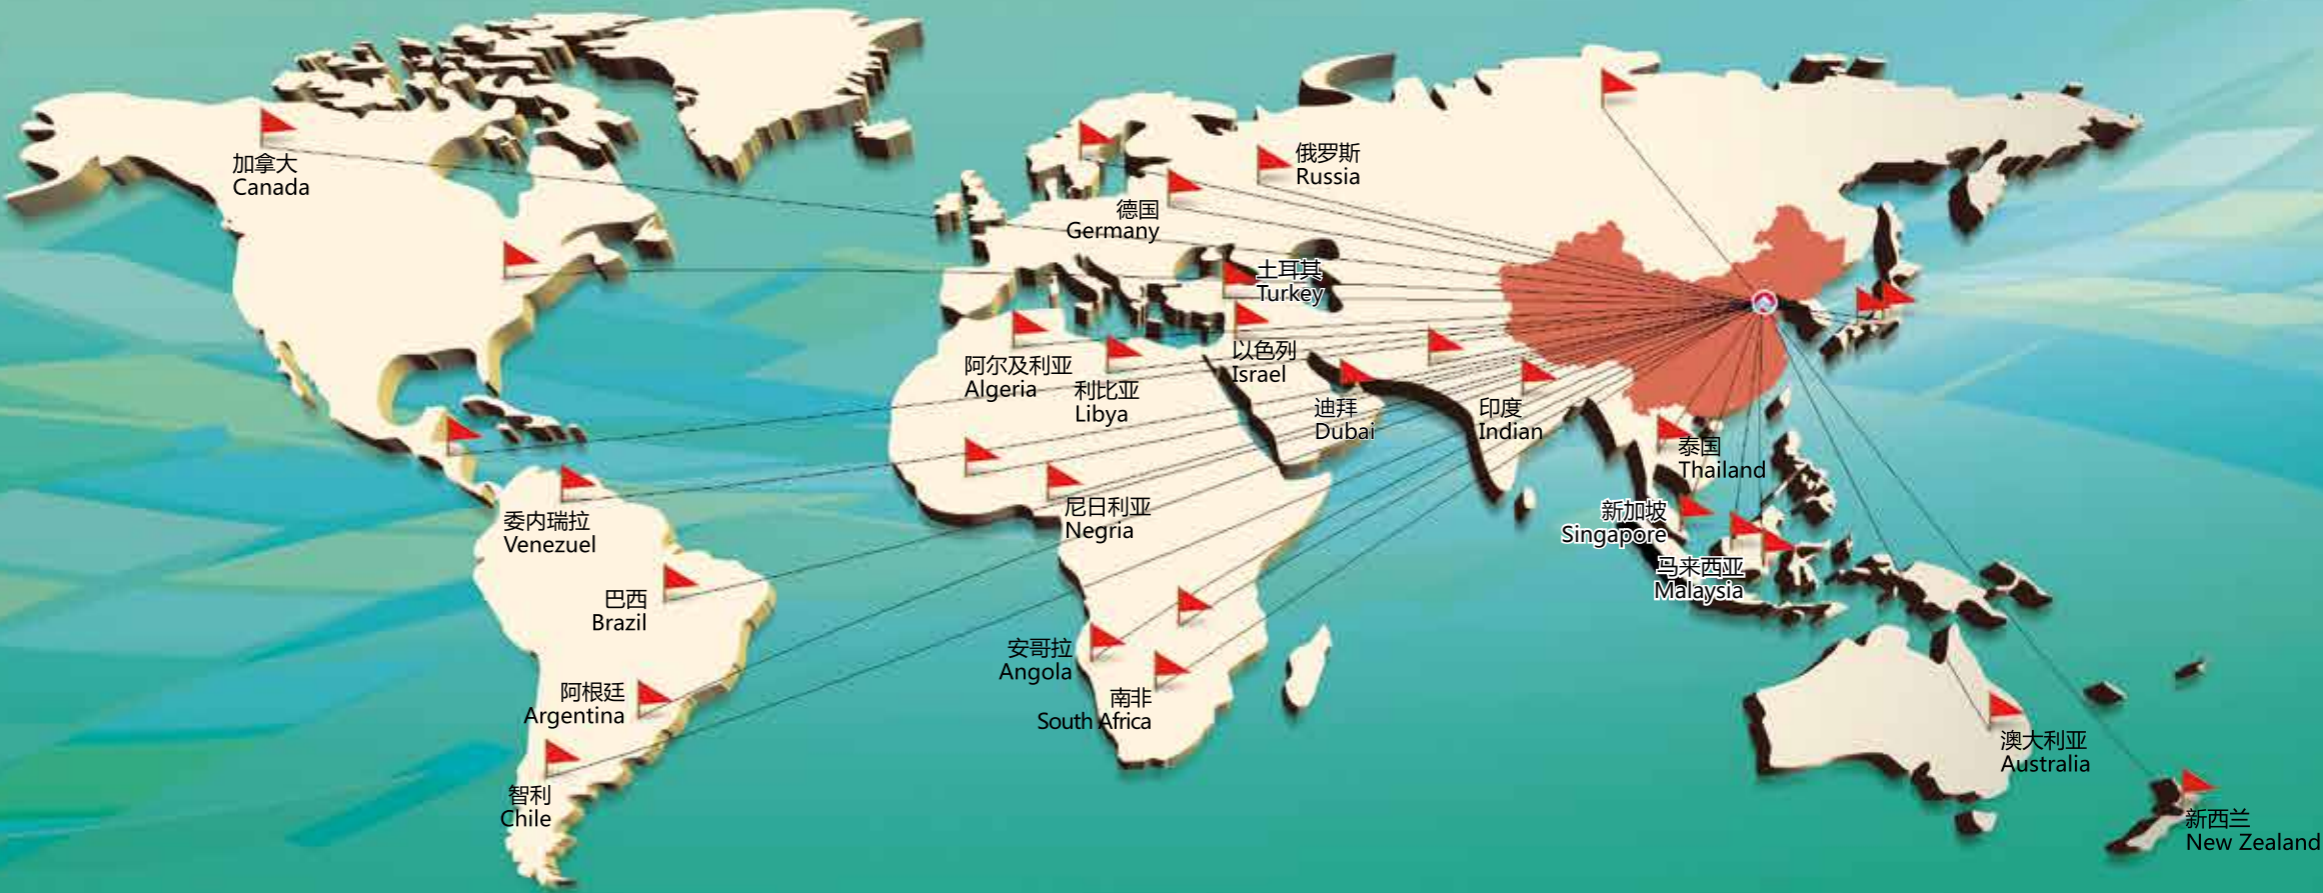 加拿大
Canada
俄罗斯
Russia
德国
Germany
土耳其
Turkey
阿尔及利亚
Algeria
利比亚
Libya
以色列
Israel
迪拜
Dubai
印度
Indian
泰国
Thailand
委内瑞拉
Venezuel
尼日利亚
Negria
新加坡
Singapore
马来西亚
Malaysia
巴西
Brazil
安哥拉
Angola
阿根廷
Argentina
南非
South Africa
澳大利亚
Australia
智利
Chile
新西兰
New Zealand